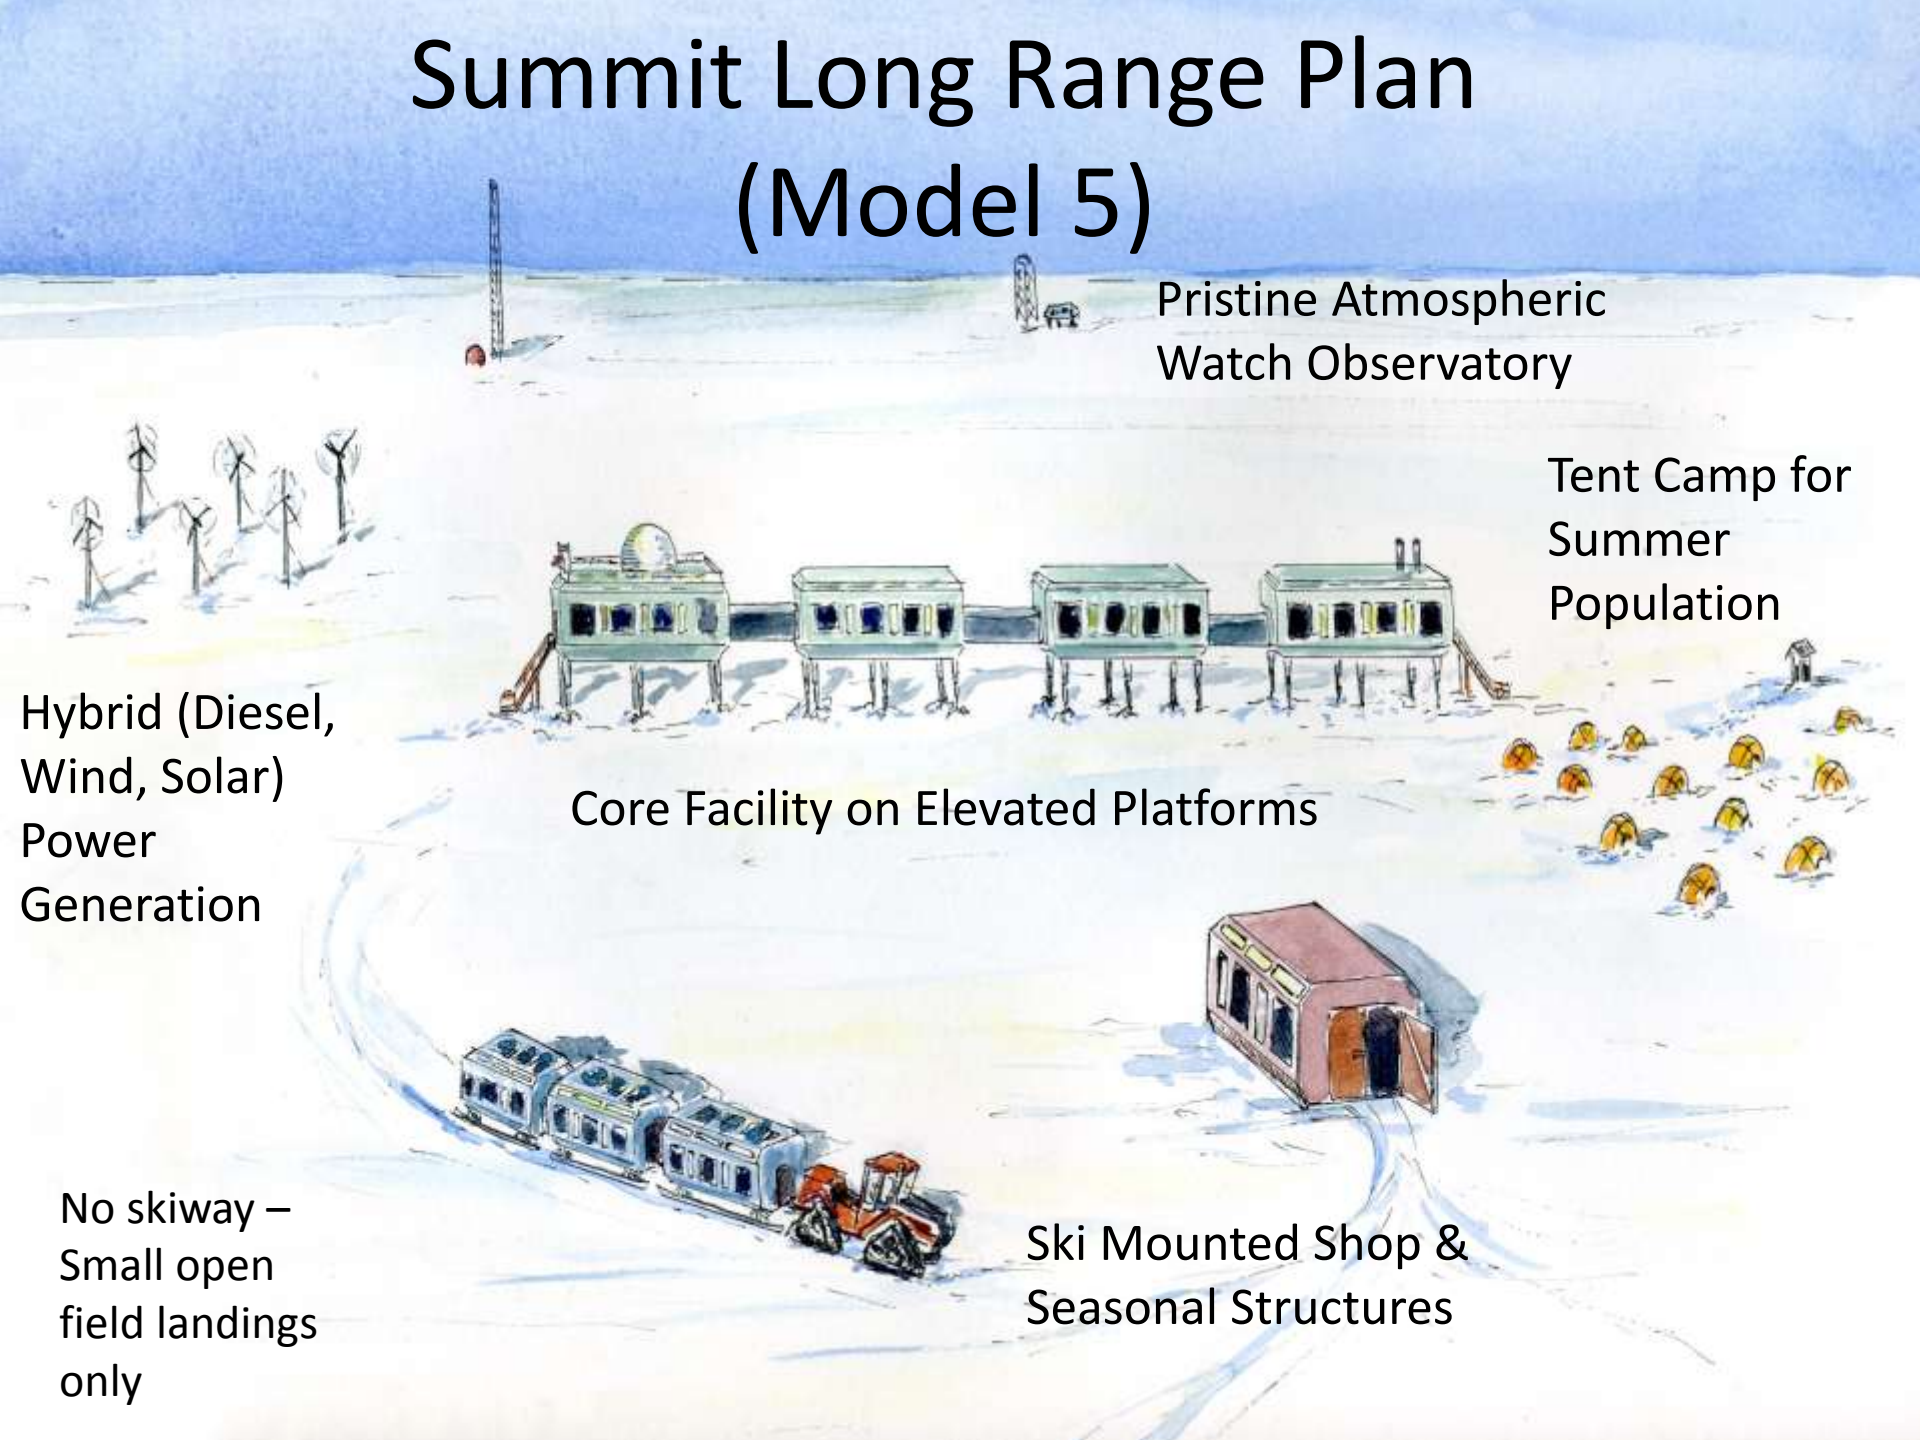 Summit Long Range Plan
(Model 5)
Pristine Atmospheric
Watch Observatory
Tent Camp for
Summer
Population
Hybrid (Diesel,
Wind, Solar)
Power
Generation
Core Facility on Elevated Platforms
No skiway –
Small open
field landings
only
Ski Mounted Shop &
Seasonal Structures